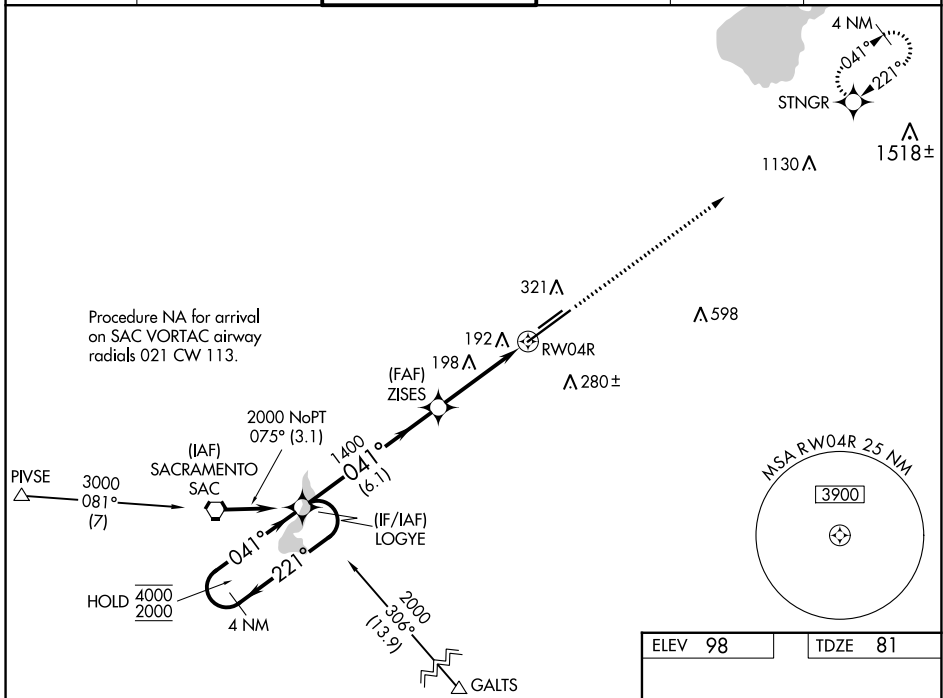 4 NM
041°
221°
STNGR
1518±
1130
321
598
Procedure NA for arrival
on SAC VORTAC airway
radials 021 CW 113.
192
RW04R
198
(FAF)
ZISES
280±
2000 NoPT
075° (3.1)
1400
041°
(6.1)
(IAF)
SACRAMENTO
SAC
PIVSE
3000
081°
(7)
MSA RW04R 25 NM
3900
(IF/IAF)
LOGYE
041°
221°
HOLD
4000
2000
4 NM
2000
306°
(13.9)
GALTS
ELEV 98
TDZE 81